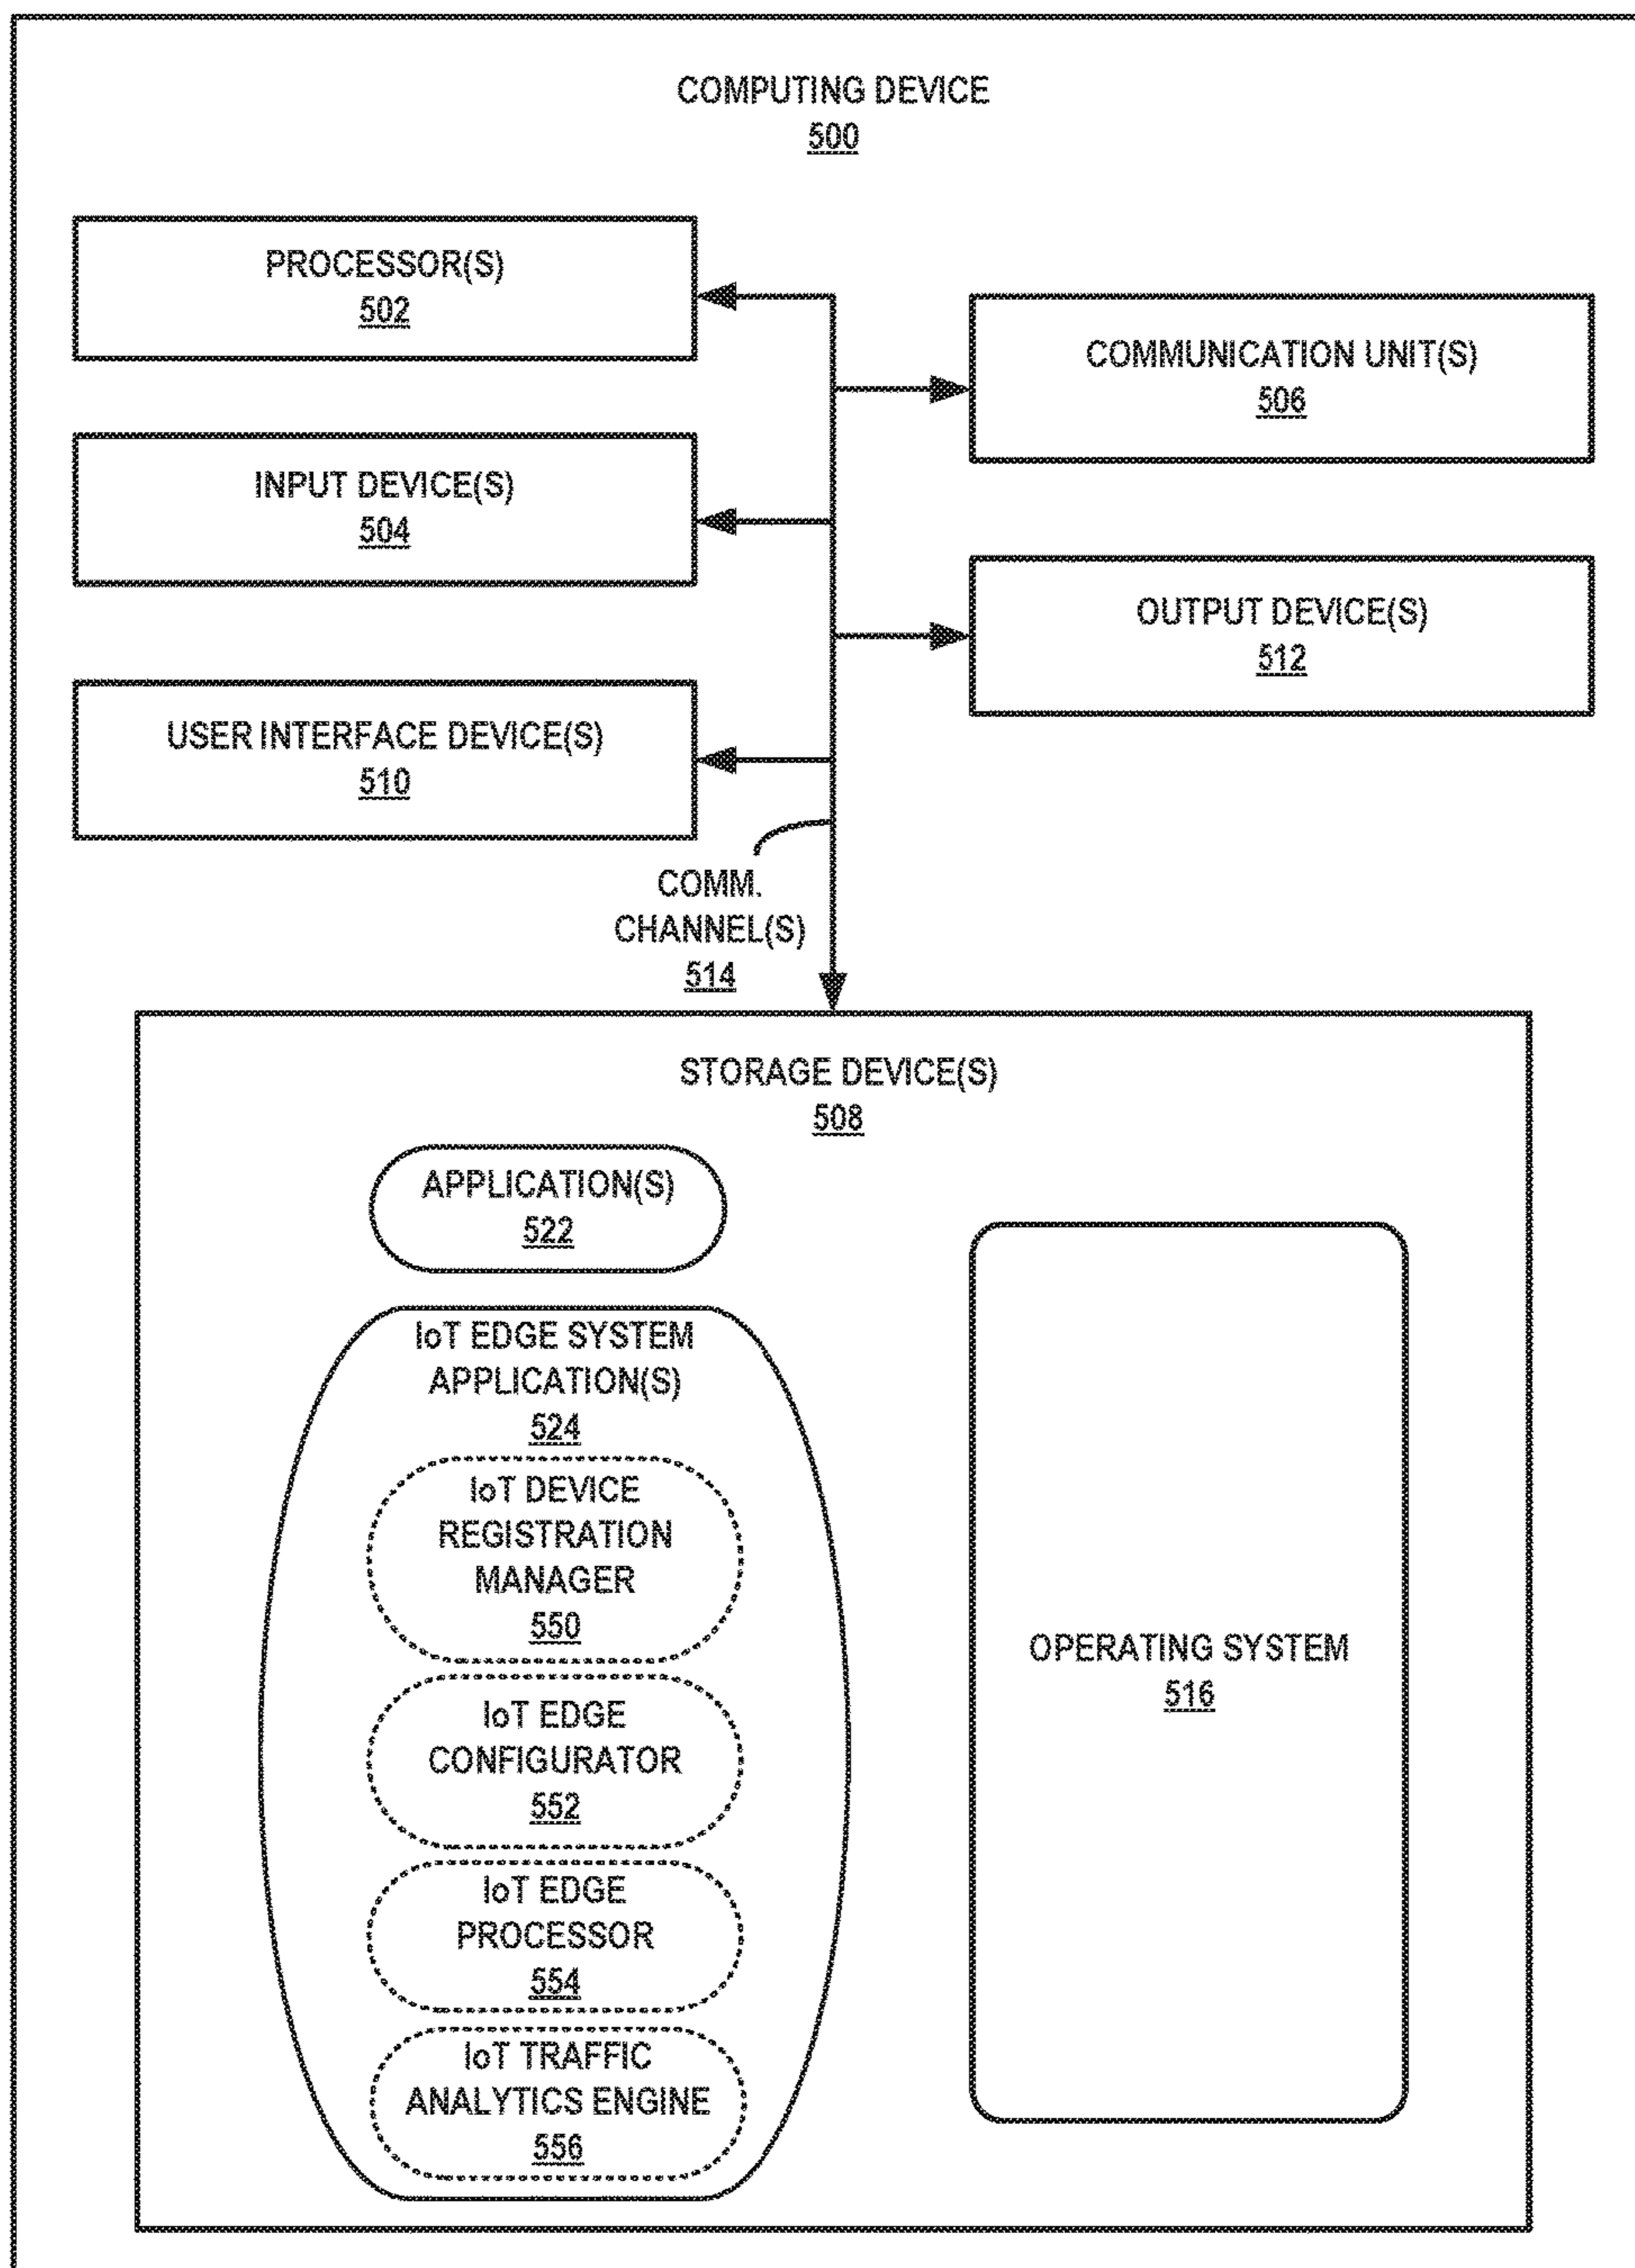 COMPUTING DEVICE
500
PROCESSOR(S)
502
COMMUNICATION UNIT(S)
506
INPUT DEVICE(S)
504
OUTPUT DEVICE(S)
512
USER INTERFACE DEVICE(S)
510
COMM.
CHANNEL(S)
514
STORAGE DEVICE(S)
508
APPLICATION(S)
522
IoT EDGE SYSTEM
APPLICATION(S)
524
IoT DEVICE
REGISTRATION
MANAGER
550
IoT EDGE
CONFIGURATOR
552
IoT EDGE
PROCESSOR
554
IoT TRAFFIC
ANALYTICS ENGINE
556
OPERATING SYSTEM
516